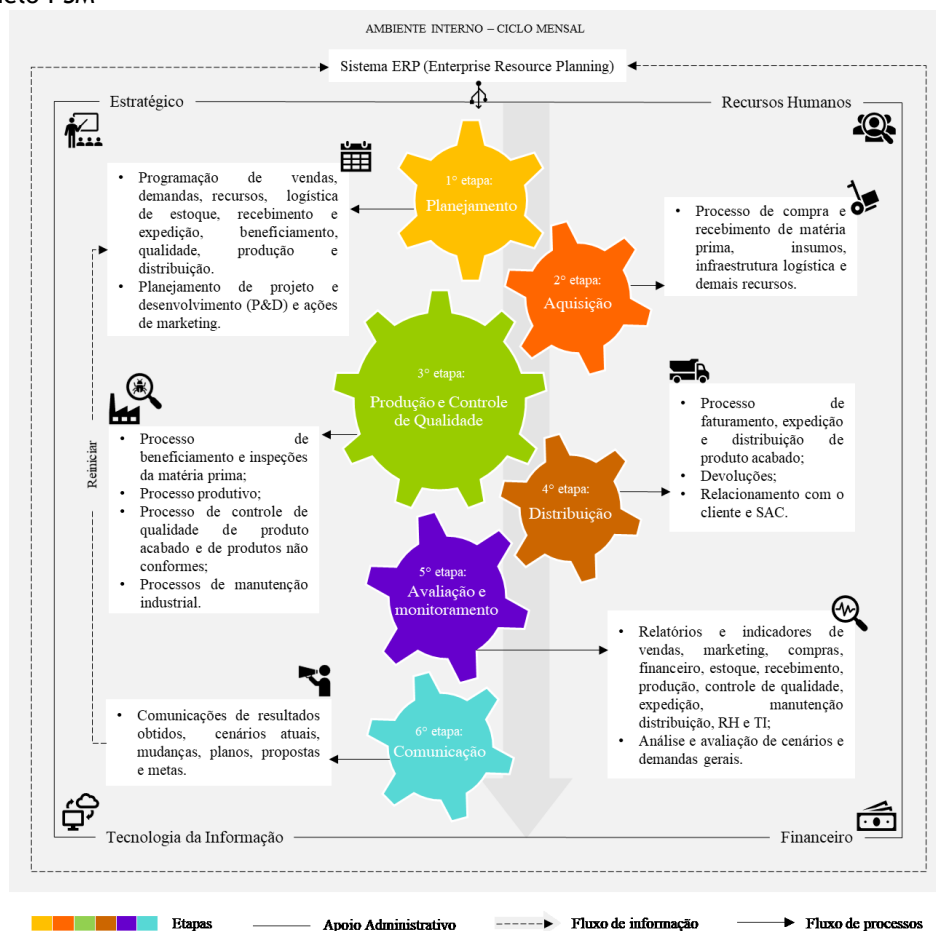 AMBIENTE INTERNO – CICLO MENSAL
Sistema ERP (Enterprise Resource Planning)
Estratégico
Recursos Humanos
1° etapa:
Planejamento
• Programação de vendas,
demandas, recursos, logística
de estoque, recebimento e
expedição, beneficiamento,
qualidade, produção e
distribuição.
• Planejamento de projeto e
desenvolvimento (P&D) e ações
de marketing.
2° etapa:
Aquisição
• Processo de compra e
recebimento de matéria
prima, insumos,
infraestrutura logística e
demais recursos.
3° etapa:
Produção e Controle
de Qualidade
• Processo de
beneficiamento e inspeções
da matéria prima;
• Processo produtivo;
• Processo de controle de
qualidade de produto
acabado e de produtos não
conformes;
• Processos de manutenção
industrial.
4° etapa:
Distribuição
• Processo de
faturamento, expedição
e distribuição de
produto acabado;
• Devoluções;
• Relacionamento com o
cliente e SAC.
Reiniciar
5° etapa:
Avaliação e
monitoramento
• Relatórios e indicadores de
vendas, marketing, compras,
financeiro, estoque, recebimento,
produção, controle de qualidade,
expedição, manutenção
distribuição, RH e TI;
• Análise e avaliação de cenários e
demandas gerais.
6° etapa:
Comunicação
• Comunicações de resultados
obtidos, cenários atuais,
mudanças, planos, propostas
e metas.
Tecnologia da Informação
Financeiro
Etapas
Apoio Administrativo
Fluxo de informação
Fluxo de processos